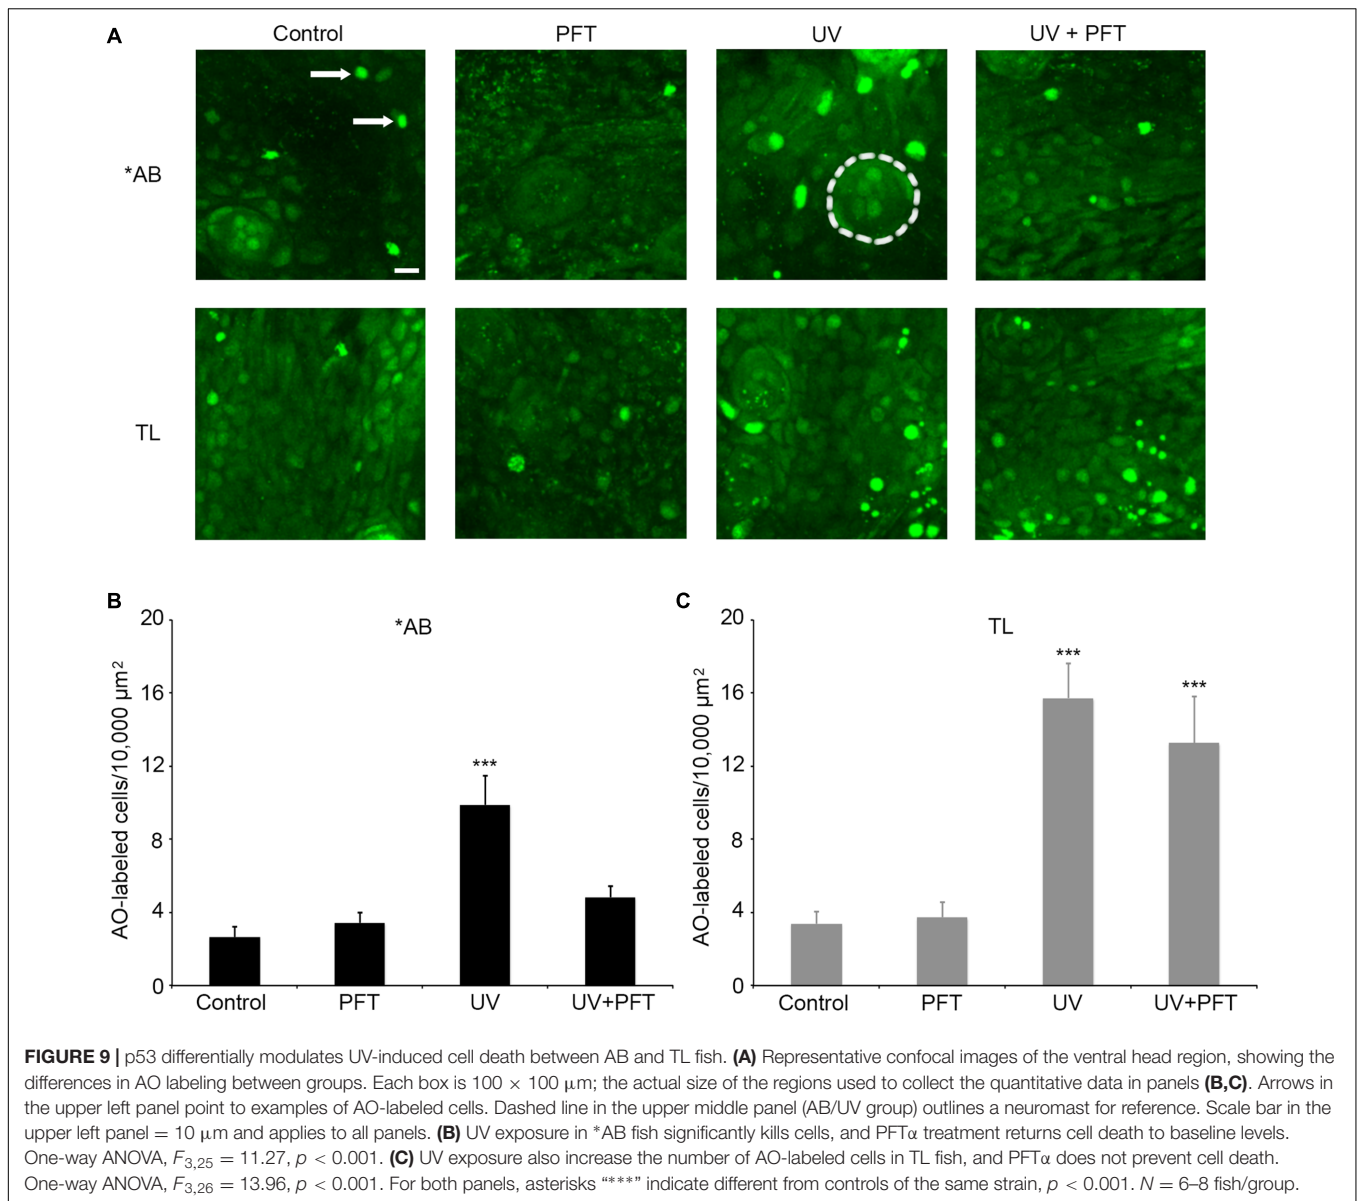 A
Control
PFT
UV
UV + PFT
*AB
TL
B
*AB
AO-labeled cells/10,000 µm²
20
16
12
8
4
0
***
Control
PFT
UV
UV+PFT
C
TL
AO-labeled cells/10,000 µm²
20
16
12
8
4
0
***
***
Control
PFT
UV
UV+PFT
FIGURE 9 | p53 differentially modulates UV-induced cell death between AB and TL fish. (A) Representative confocal images of the ventral head region, showing the
differences in AO labeling between groups. Each box is 100 × 100 µm; the actual size of the regions used to collect the quantitative data in panels (B,C). Arrows in
the upper left panel point to examples of AO-labeled cells. Dashed line in the upper middle panel (AB/UV group) outlines a neuromast for reference. Scale bar in the
upper left panel = 10 µm and applies to all panels. (B) UV exposure in *AB fish significantly kills cells, and PFTα treatment returns cell death to baseline levels.
One-way ANOVA, F3,25 = 11.27, p < 0.001. (C) UV exposure also increase the number of AO-labeled cells in TL fish, and PFTα does not prevent cell death.
One-way ANOVA, F3,26 = 13.96, p < 0.001. For both panels, asterisks “***” indicate different from controls of the same strain, p < 0.001. N = 6–8 fish/group.